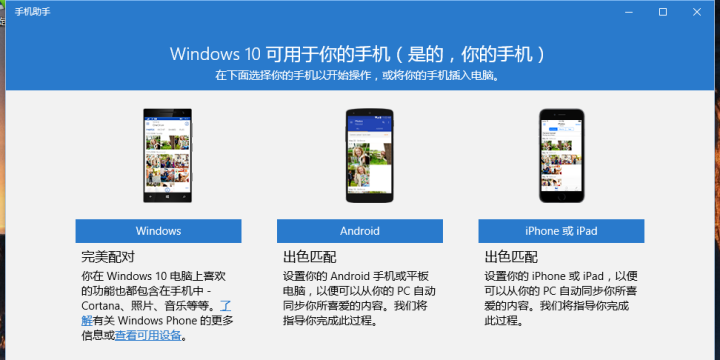 手机助手
Windows 10 可用于你的手机（是的，你的手机）
在下面选择你的手机以开始操作，或将你的手机插入电脑。
Windows
Android
iPhone 或 iPad
完美配对
你在 Windows 10 电脑上喜欢
的功能也都包含在手机中 -
Cortana、照片、音乐等等。了
解有关 Windows Phone 的更多
信息或查看可用设备。
出色匹配
设置你的 Android 手机或平板
电脑，以便可以从你的 PC 自动
同步你所喜爱的内容。我们将
指导你完成此过程。
出色匹配
设置你的 iPhone 或 iPad，以便
可以从你的 PC 自动同步你所喜
爱的内容。我们将指导你完成
此过程。